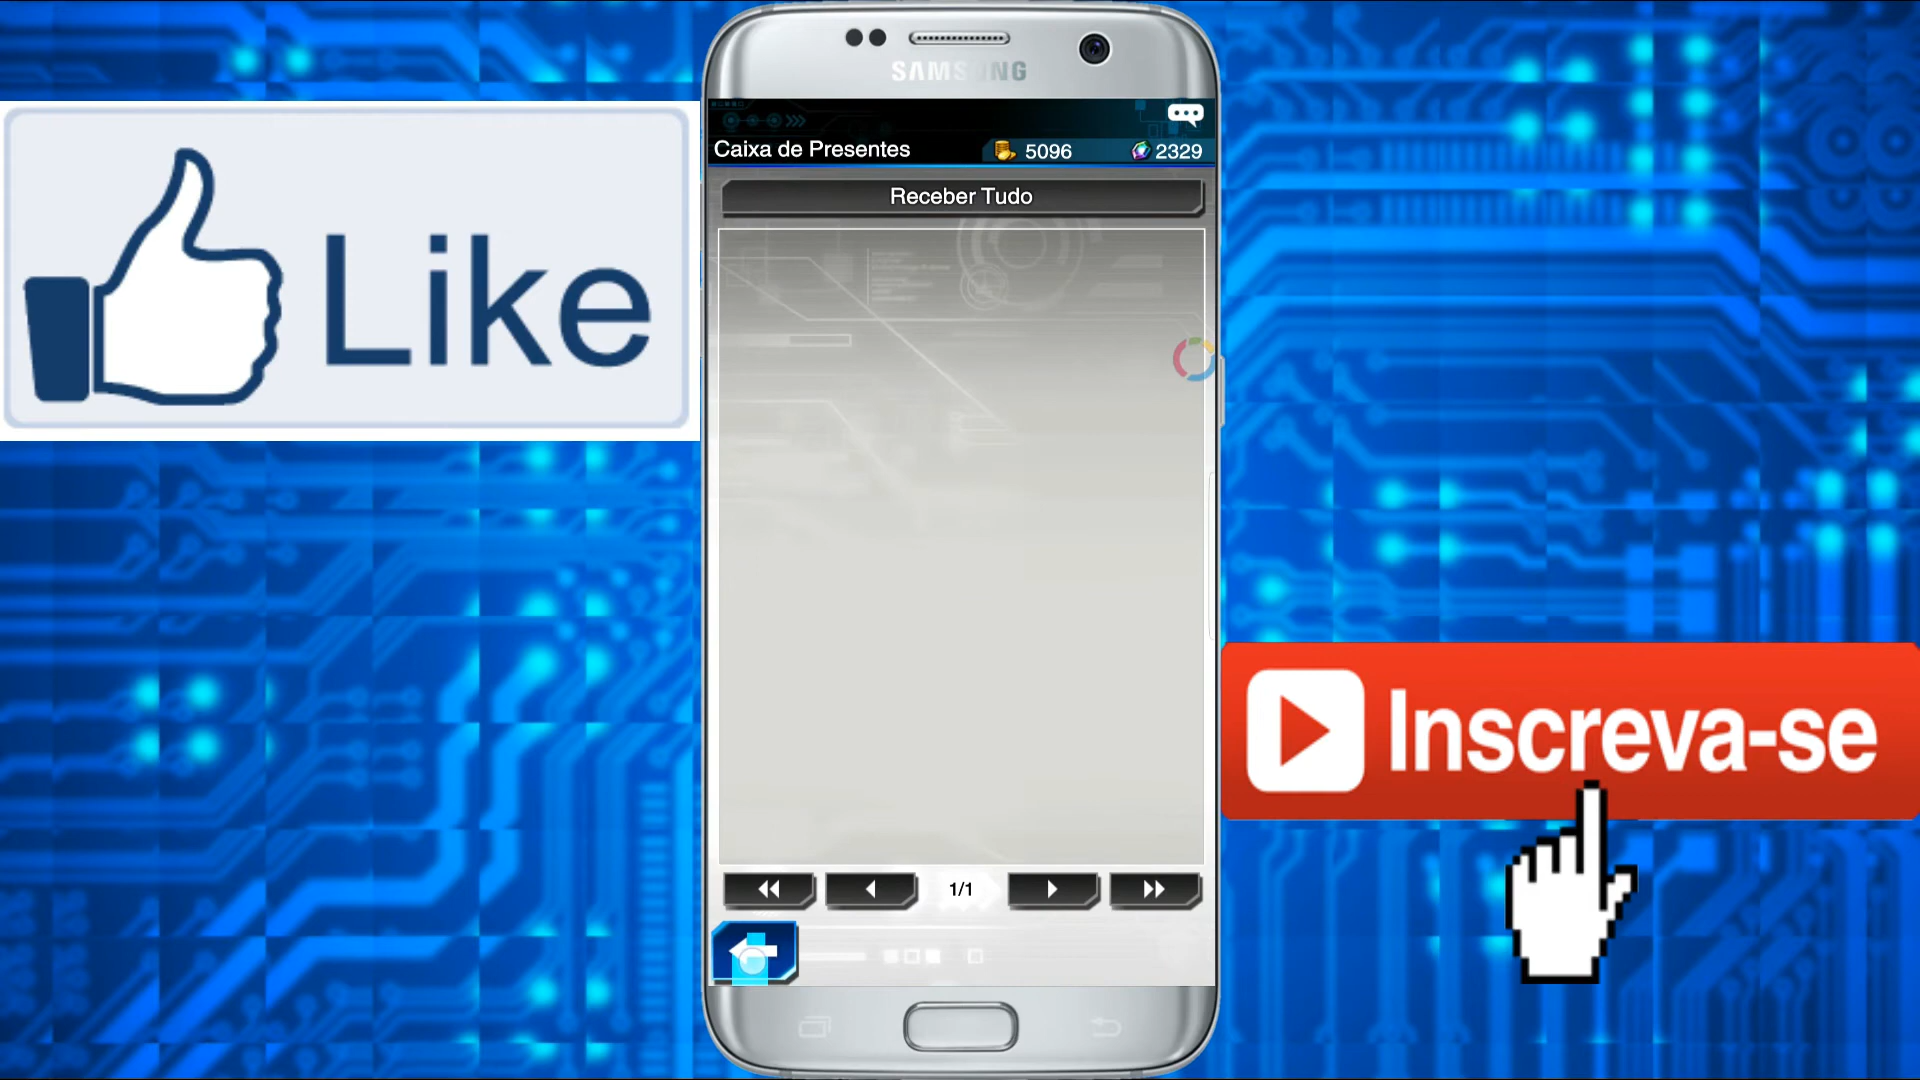 SAMSUNG
Caixa de Presentes
5096
2329
Receber Tudo
Like
Inscreva-se
1/1